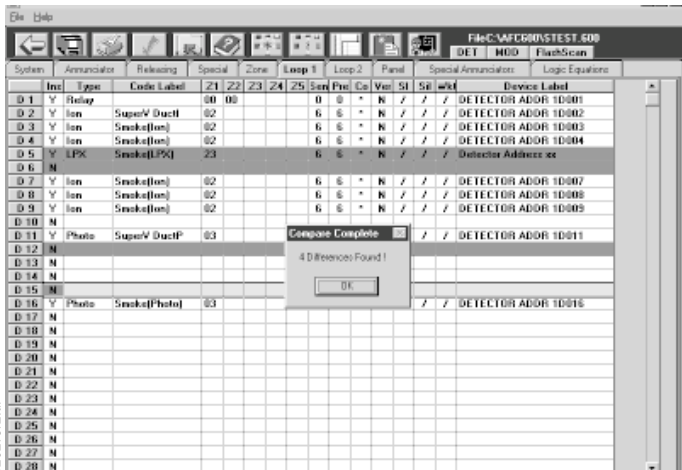 File Help
FileC:\AFC600\STEST.600
DET MOD FlashScan
System Annunciator Releasing Special Zone Loop 1 Loop 2 Panel Special Annunciators Logic Equations
Ins Type Code Label Z1 Z2 Z3 Z4 Z5 Sen Pre Co Ver Sl Sil Device Label
D 1 Y Relay 00 00 0 0 * N / / / DETECTOR ADDR 1D001
D 2 Y Ion SuperV DuctI 02 6 6 * N / / / DETECTOR ADDR 1D002
D 3 Y Ion Smoke(Ion) 02 6 6 * N / / / DETECTOR ADDR 1D003
D 4 Y Ion Smoke(Ion) 02 6 6 * N / / / DETECTOR ADDR 1D004
D 5 Y LPX Smoke(LPX) 23 6 6 * N / / / Detector Address xx
D 6 N
D 7 Y Ion Smoke(Ion) 02 6 6 * N / / / DETECTOR ADDR 1D007
D 8 Y Ion Smoke(Ion) 02 6 6 * N / / / DETECTOR ADDR 1D008
D 9 Y Ion Smoke(Ion) 02 6 6 * N / / / DETECTOR ADDR 1D009
D 10 N
D 11 Y Photo SuperV DuctP 03 / / DETECTOR ADDR 1D011
Compare Complete
4 Differences Found !
OK
D 12 N
D 13 N
D 14 N
D 15 N
D 16 Y Photo Smoke(Photo) 03 / / DETECTOR ADDR 1D016
D 17 N
D 18 N
D 19 N
D 20 N
D 21 N
D 22 N
D 23 N
D 24 N
D 25 N
D 26 N
D 27 N
D 28 N